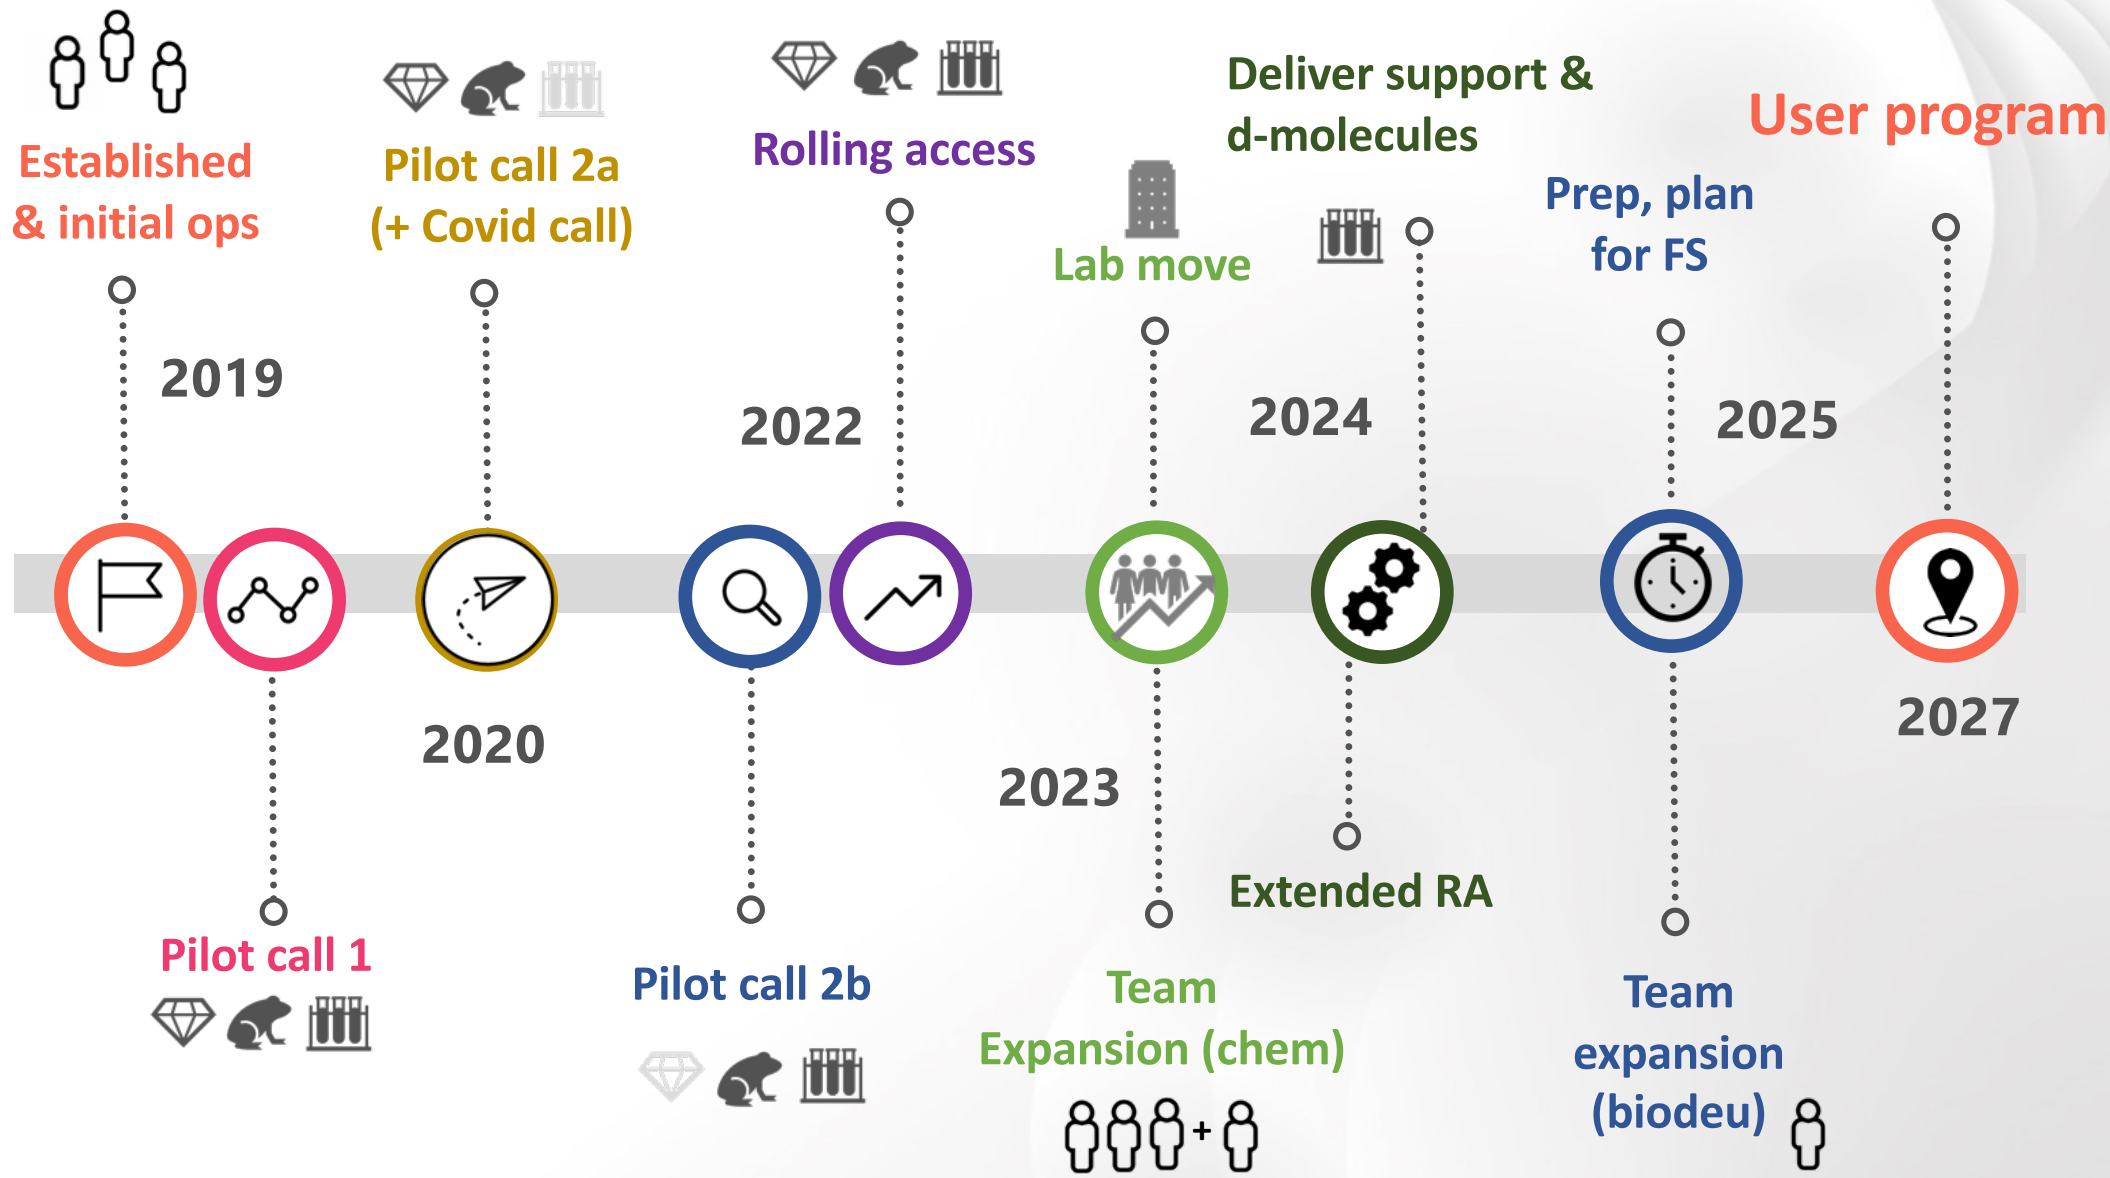 Established
& initial ops
2019
Pilot call 1
Pilot call 2a
(+ Covid call)
2020
Pilot call 2b
Rolling access
2022
Lab move
2023
Team
Expansion (chem)
+
Deliver support &
d-molecules
2024
Extended RA
Prep, plan
for FS
2025
Team
expansion
(biodeu)
User program
2027